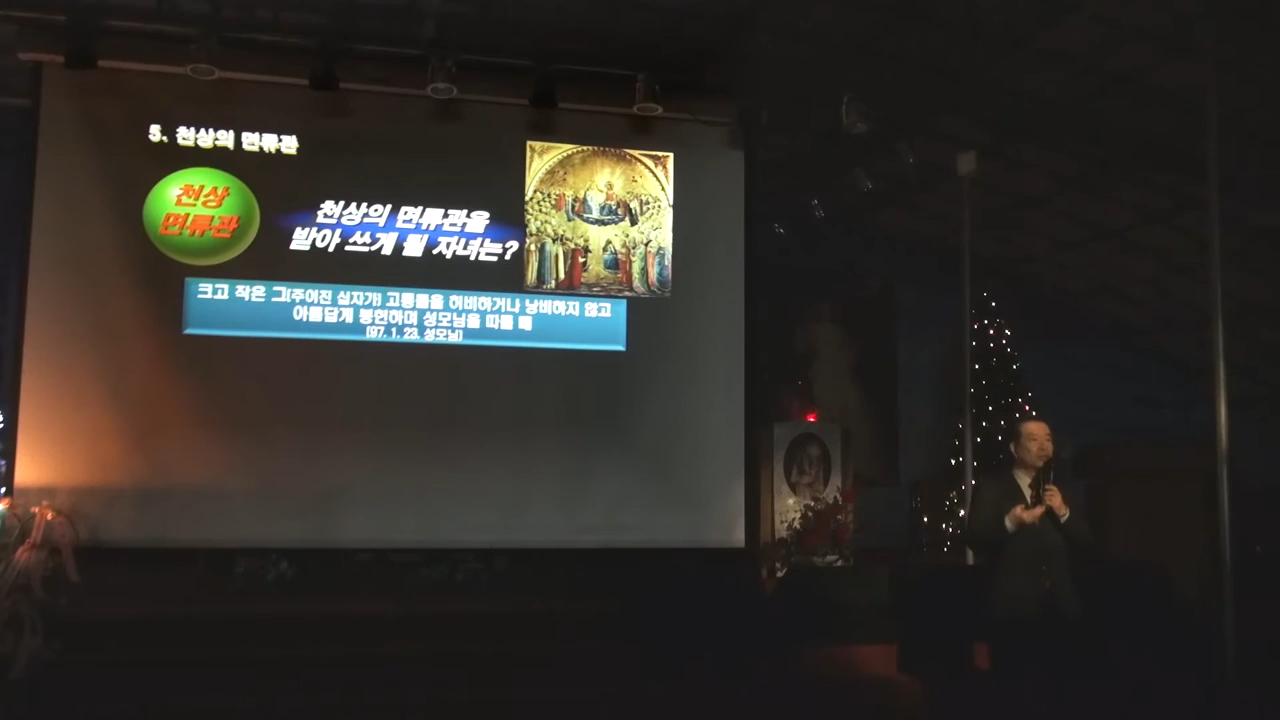 5. 천상의 면류관
천상
면류관
천상의 면류관을
받아 쓰게 될 자녀는?
크고 작은 그(주어진 십자가) 고통들을 허비하거나 낭비하지 않고
아름답게 봉헌하며 성모님을 따를 때
(97. 1. 23. 성모님)